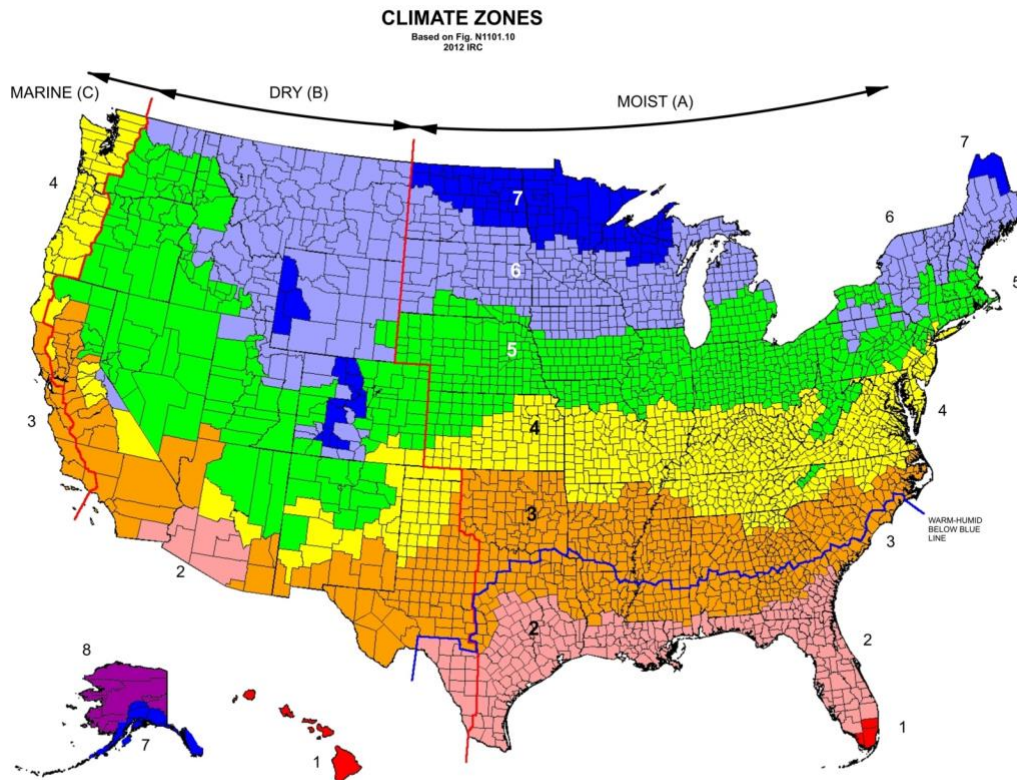 CLIMATE ZONES
Based on Fig. N1101.10
2012 IRC
MARINE (C)
DRY (B)
MOIST (A)
7
4
7
6
6
5
5
4
4
3
3
3
WARM-HUMID
BELOW BLUE
LINE
2
2
2
8
7
1
1